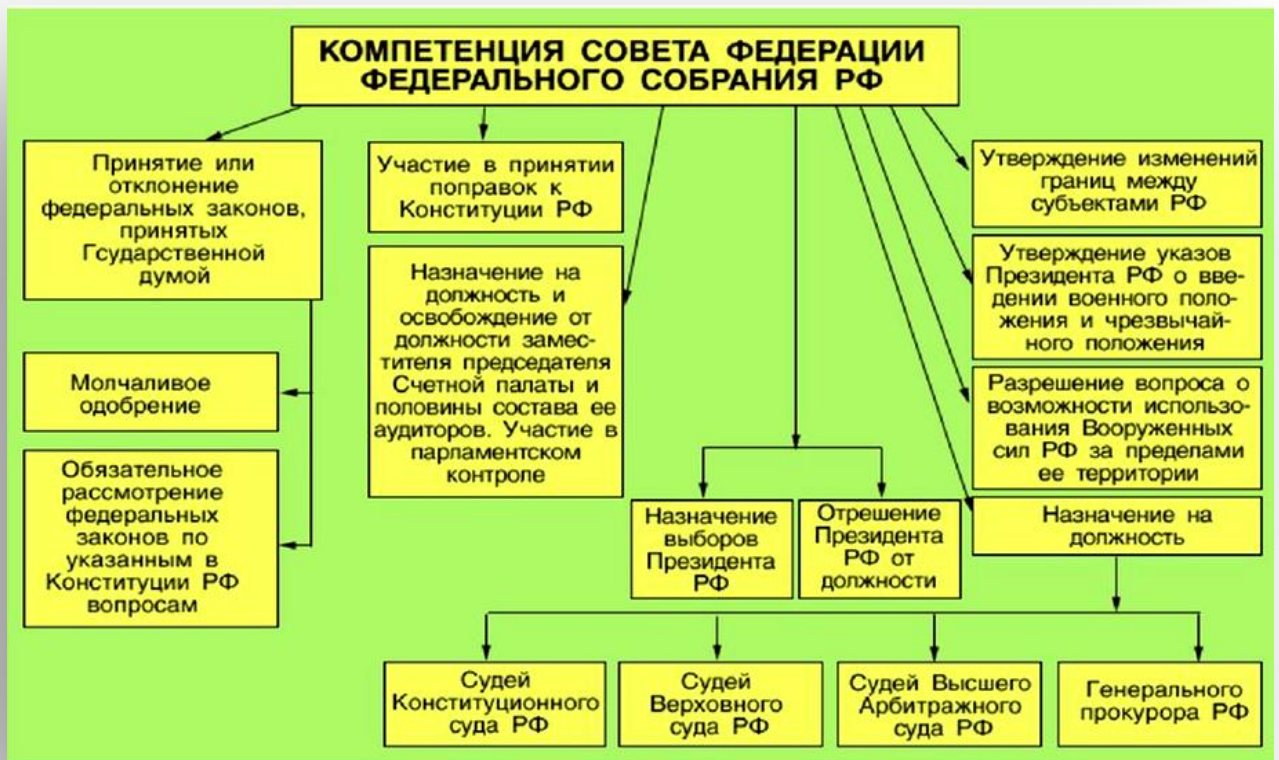 КОМПЕТЕНЦИЯ СОВЕТА ФЕДЕРАЦИИ
ФЕДЕРАЛЬНОГО СОБРАНИЯ РФ
Принятие или
отклонение
федеральных законов,
принятых
Гсударственной
думой
Молчаливое
одобрение
Обязательное
рассмотрение
федеральных
законов по
указанным в
Конституции РФ
вопросам
Участие в принятии
поправок к
Конституции РФ
Назначение на
должность и
освобождение от
должности замес-
тителя председателя
Счетной палаты и
половины состава ее
аудиторов. Участие в
парламентском
контроле
Назначение
выборов
Президента
РФ
Отрешение
Президента
РФ от
должности
Утверждение изменений
границ между
субъектами РФ
Утверждение указов
Президента РФ о вве-
дении военного поло-
жения и чрезвычай-
ного положения
Разрешение вопроса о
возможности использо-
вания Вооруженных
сил РФ за пределами
ее территории
Назначение на
должность
Судей
Конституционного
суда РФ
Судей
Верховного
суда РФ
Судей Высшего
Арбитражного
суда РФ
Генерального
прокурора РФ